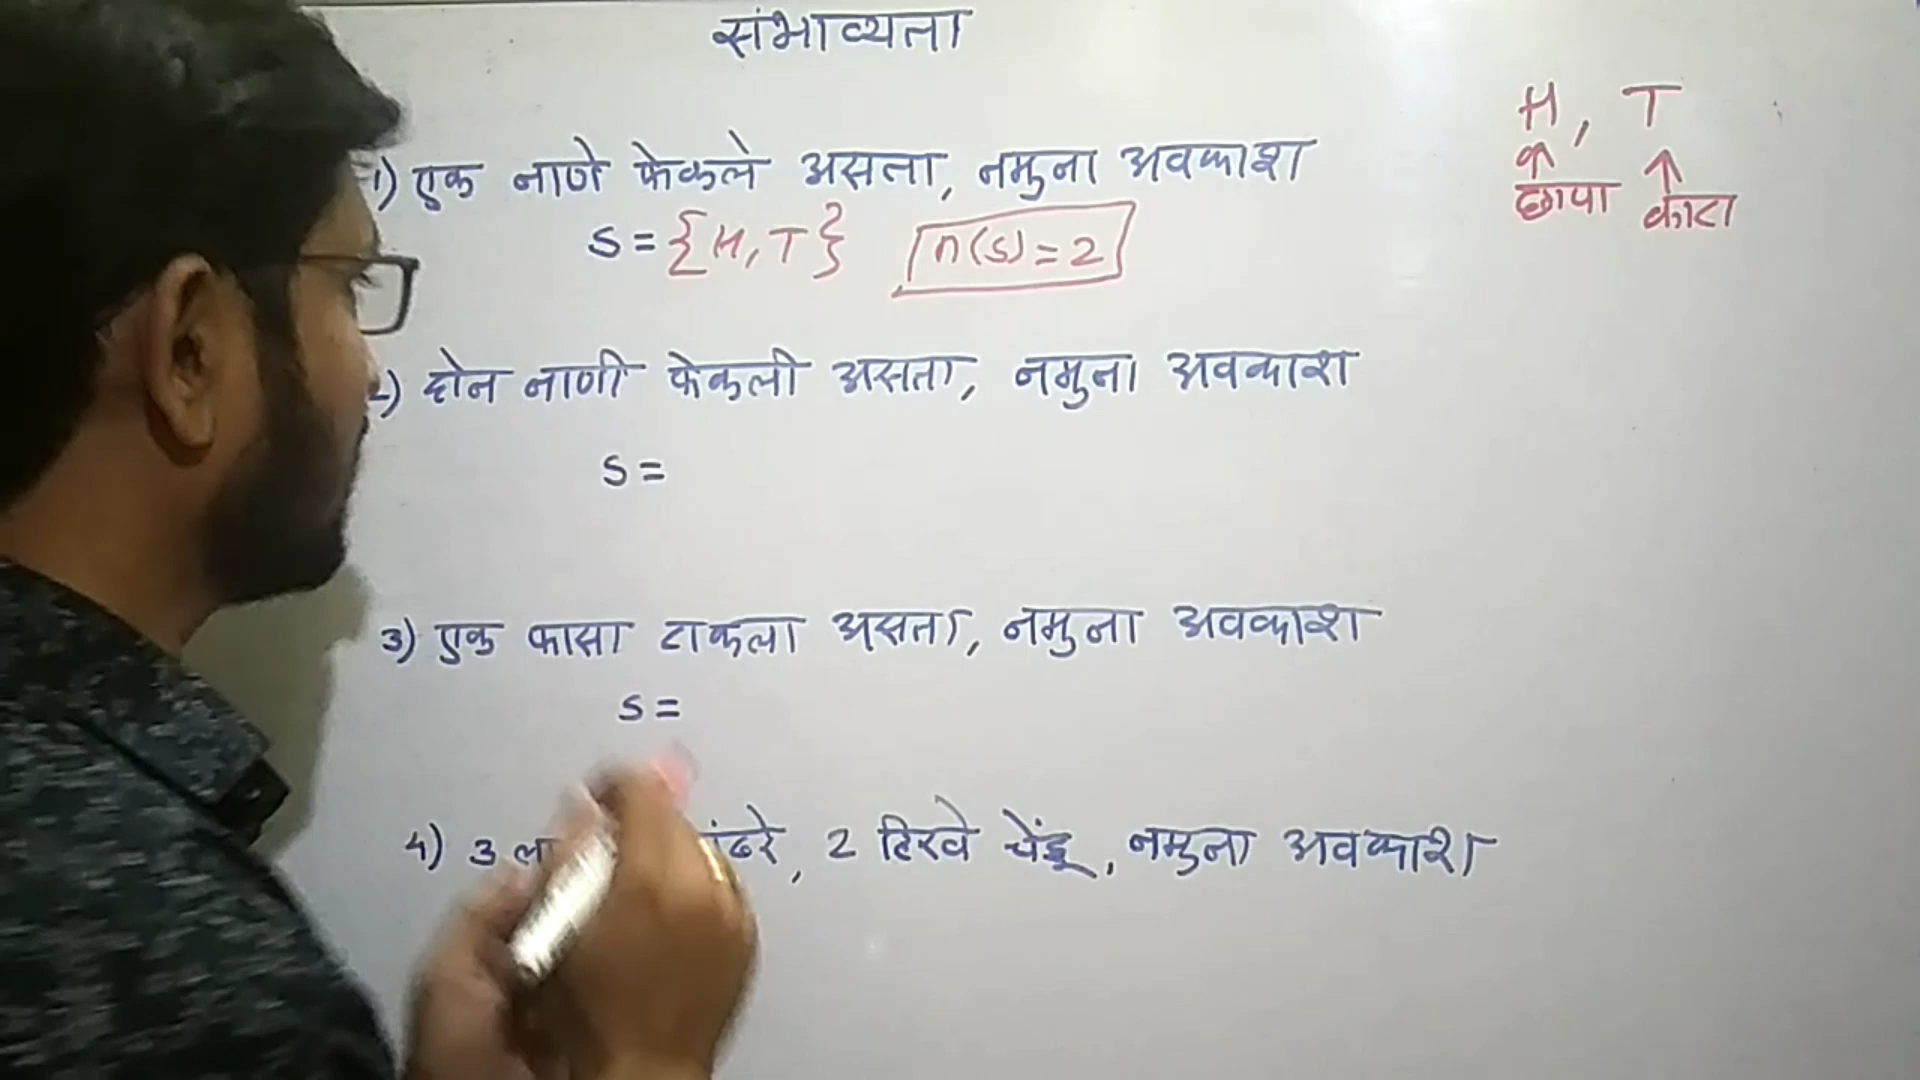 संभाव्यता
H, T
छापा काटा
1) एक नाणे फेकले असता, नमुना अवकाश
S = {H, T} n(S) = 2
2) दोन नाणी फेकली असता, नमुना अवकाश
S =
3) एक फासा टाकला असता, नमुना अवकाश
S =
4) 3 , 2 हिरवे चेंडू, नमुना अवकाश